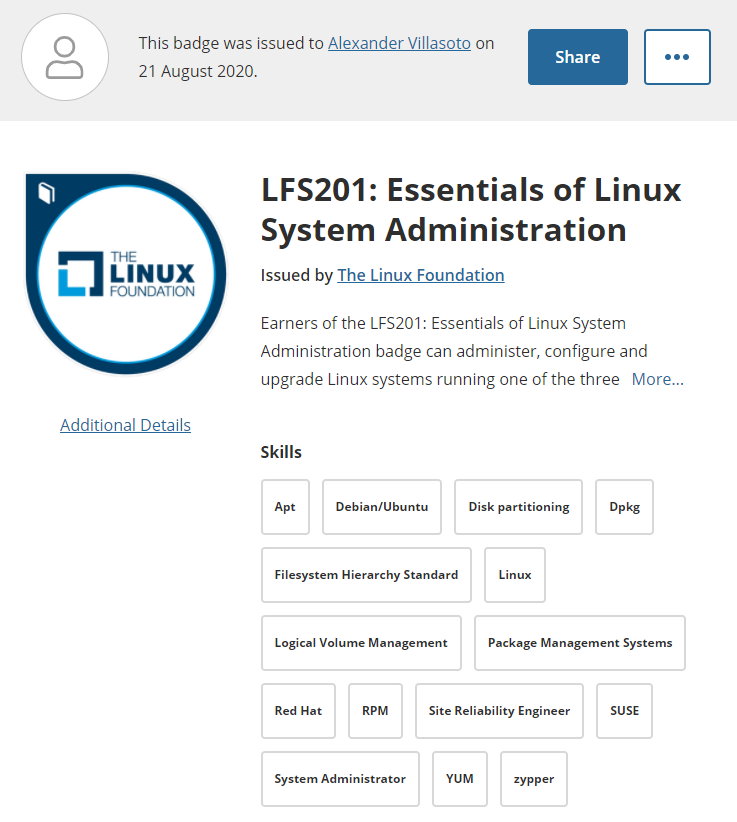 This badge was issued to Alexander Villasoto on
21 August 2020.
Share
THE
LINUX
FOUNDATION
LFS201: Essentials of Linux
System Administration
Issued by The Linux Foundation
Earners of the LFS201: Essentials of Linux System
Administration badge can administer, configure and
upgrade Linux systems running one of the three More...
Additional Details
Skills
Apt Debian/Ubuntu Disk partitioning Dpkg
Filesystem Hierarchy Standard Linux
Logical Volume Management Package Management Systems
Red Hat RPM Site Reliability Engineer SUSE
System Administrator YUM zypper